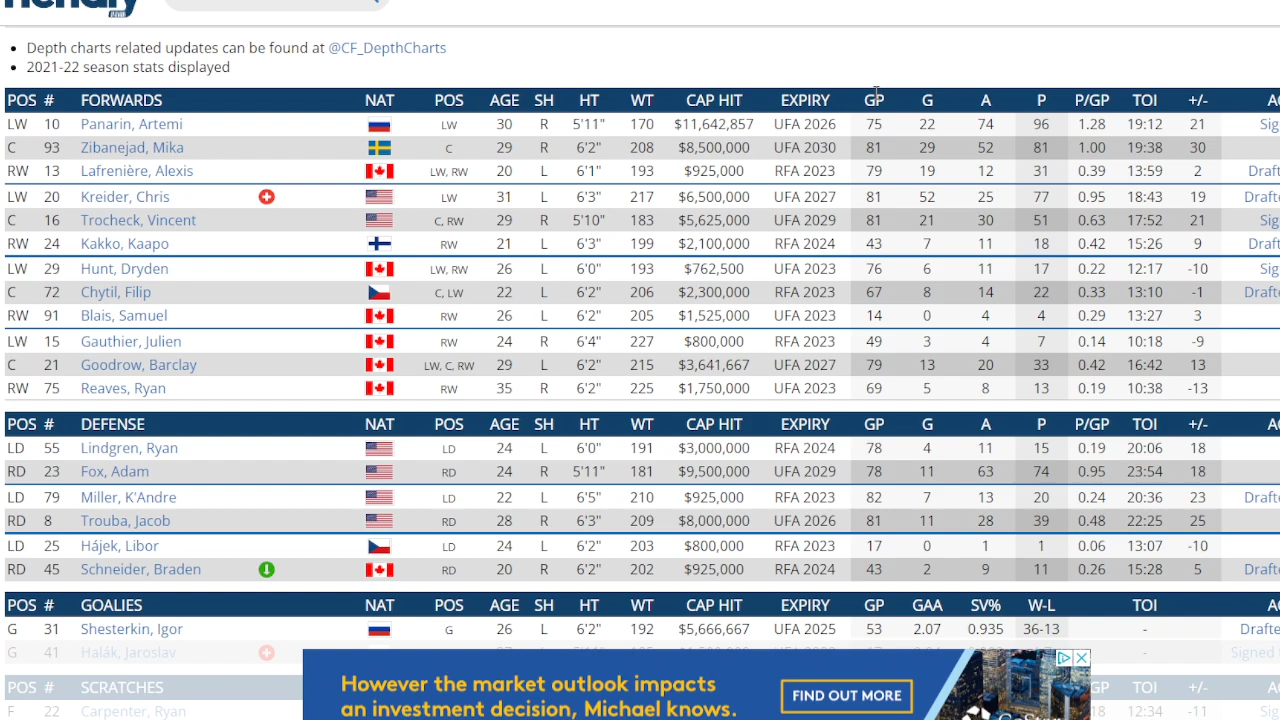 Depth charts related updates can be found at @CF_DepthCharts
2021-22 season stats displayed
POS # FORWARDS NAT POS AGE SH HT WT CAP HIT EXPIRY GP G A P P/GP TOI +/-
LW 10 Panarin, Artemi LW 30 R 5'11" 170 $11,642,857 UFA 2026 75 22 74 96 1.28 19:12 21
C 93 Zibanejad, Mika C 29 R 6'2" 208 $8,500,000 UFA 2030 81 29 52 81 1.00 19:38 30
RW 13 Lafrenière, Alexis LW, RW 20 L 6'1" 193 $925,000 RFA 2023 79 19 12 31 0.39 13:59 2
LW 20 Kreider, Chris LW 31 L 6'3" 217 $6,500,000 UFA 2027 81 52 25 77 0.95 18:43 19
C 16 Trocheck, Vincent C, RW 29 R 5'10" 183 $5,625,000 UFA 2029 81 21 30 51 0.63 17:52 21
RW 24 Kakko, Kaapo RW 21 L 6'3" 199 $2,100,000 RFA 2024 43 7 11 18 0.42 15:26 9
LW 29 Hunt, Dryden LW, RW 26 L 6'0" 193 $762,500 UFA 2023 76 6 11 17 0.22 12:17 -10
C 72 Chytil, Filip C, LW 22 L 6'2" 206 $2,300,000 RFA 2023 67 8 14 22 0.33 13:10 -1
RW 91 Blais, Samuel RW 26 L 6'2" 205 $1,525,000 UFA 2023 14 0 4 4 0.29 13:27 3
LW 15 Gauthier, Julien RW 24 R 6'4" 227 $800,000 RFA 2023 49 3 4 7 0.14 10:18 -9
C 21 Goodrow, Barclay LW, C, RW 29 L 6'2" 215 $3,641,667 UFA 2027 79 13 20 33 0.42 16:42 13
RW 75 Reaves, Ryan RW 35 R 6'2" 225 $1,750,000 UFA 2023 69 5 8 13 0.19 10:38 -13
POS # DEFENSE NAT POS AGE SH HT WT CAP HIT EXPIRY GP G A P P/GP TOI +/-
LD 55 Lindgren, Ryan LD 24 L 6'0" 191 $3,000,000 RFA 2024 78 4 11 15 0.19 20:06 18
RD 23 Fox, Adam RD 24 R 5'11" 181 $9,500,000 UFA 2029 78 11 63 74 0.95 23:54 18
LD 79 Miller, K'Andre LD 22 L 6'5" 210 $925,000 RFA 2023 82 7 13 20 0.24 20:36 23
RD 8 Trouba, Jacob RD 28 R 6'3" 209 $8,000,000 UFA 2026 81 11 28 39 0.48 22:25 25
LD 25 Hájek, Libor LD 24 L 6'2" 203 $800,000 RFA 2023 17 0 1 1 0.06 13:07 -10
RD 45 Schneider, Braden RD 20 R 6'2" 202 $925,000 RFA 2024 43 2 9 11 0.26 15:28 5
POS # GOALIES NAT POS AGE SH HT WT CAP HIT EXPIRY GP GAA SV% W-L TOI
G 31 Shesterkin, Igor G 26 L 6'2" 192 $5,666,667 UFA 2025 53 2.07 0.935 36-13 -
G 41 Halák, Jaroslav Signed
POS # SCRATCHES GP G A P P/GP TOI +/-
F 22 Carpenter, Ryan 12:34 -11
However the market outlook impacts
an investment decision, Michael knows.
FIND OUT MORE